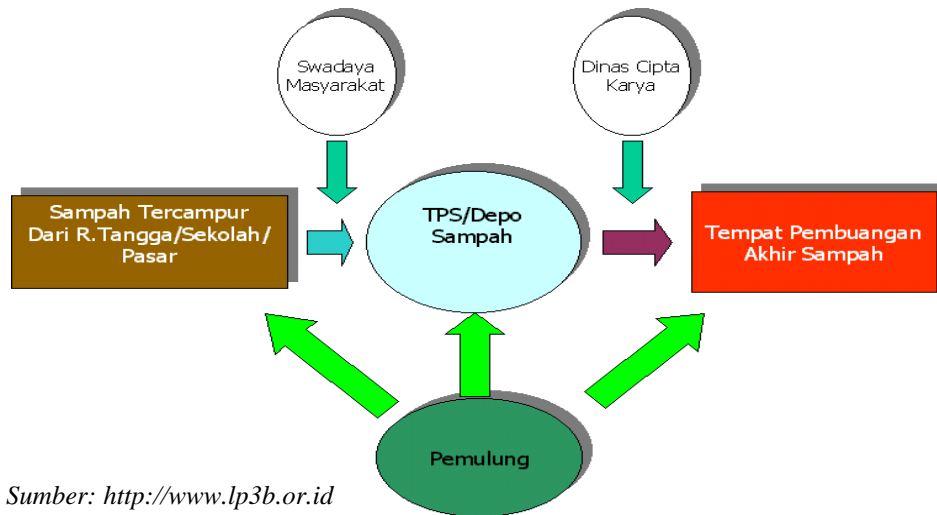 Swadaya
Masyarakat
Dinas Cipta
Karya
Sampah Tercampur
Dari R.Tangga/Sekolah/
Pasar
TPS/Depo
Sampah
Tempat Pembuangan
Akhir Sampah
Pemulung
Sumber: http://www.lp3b.or.id